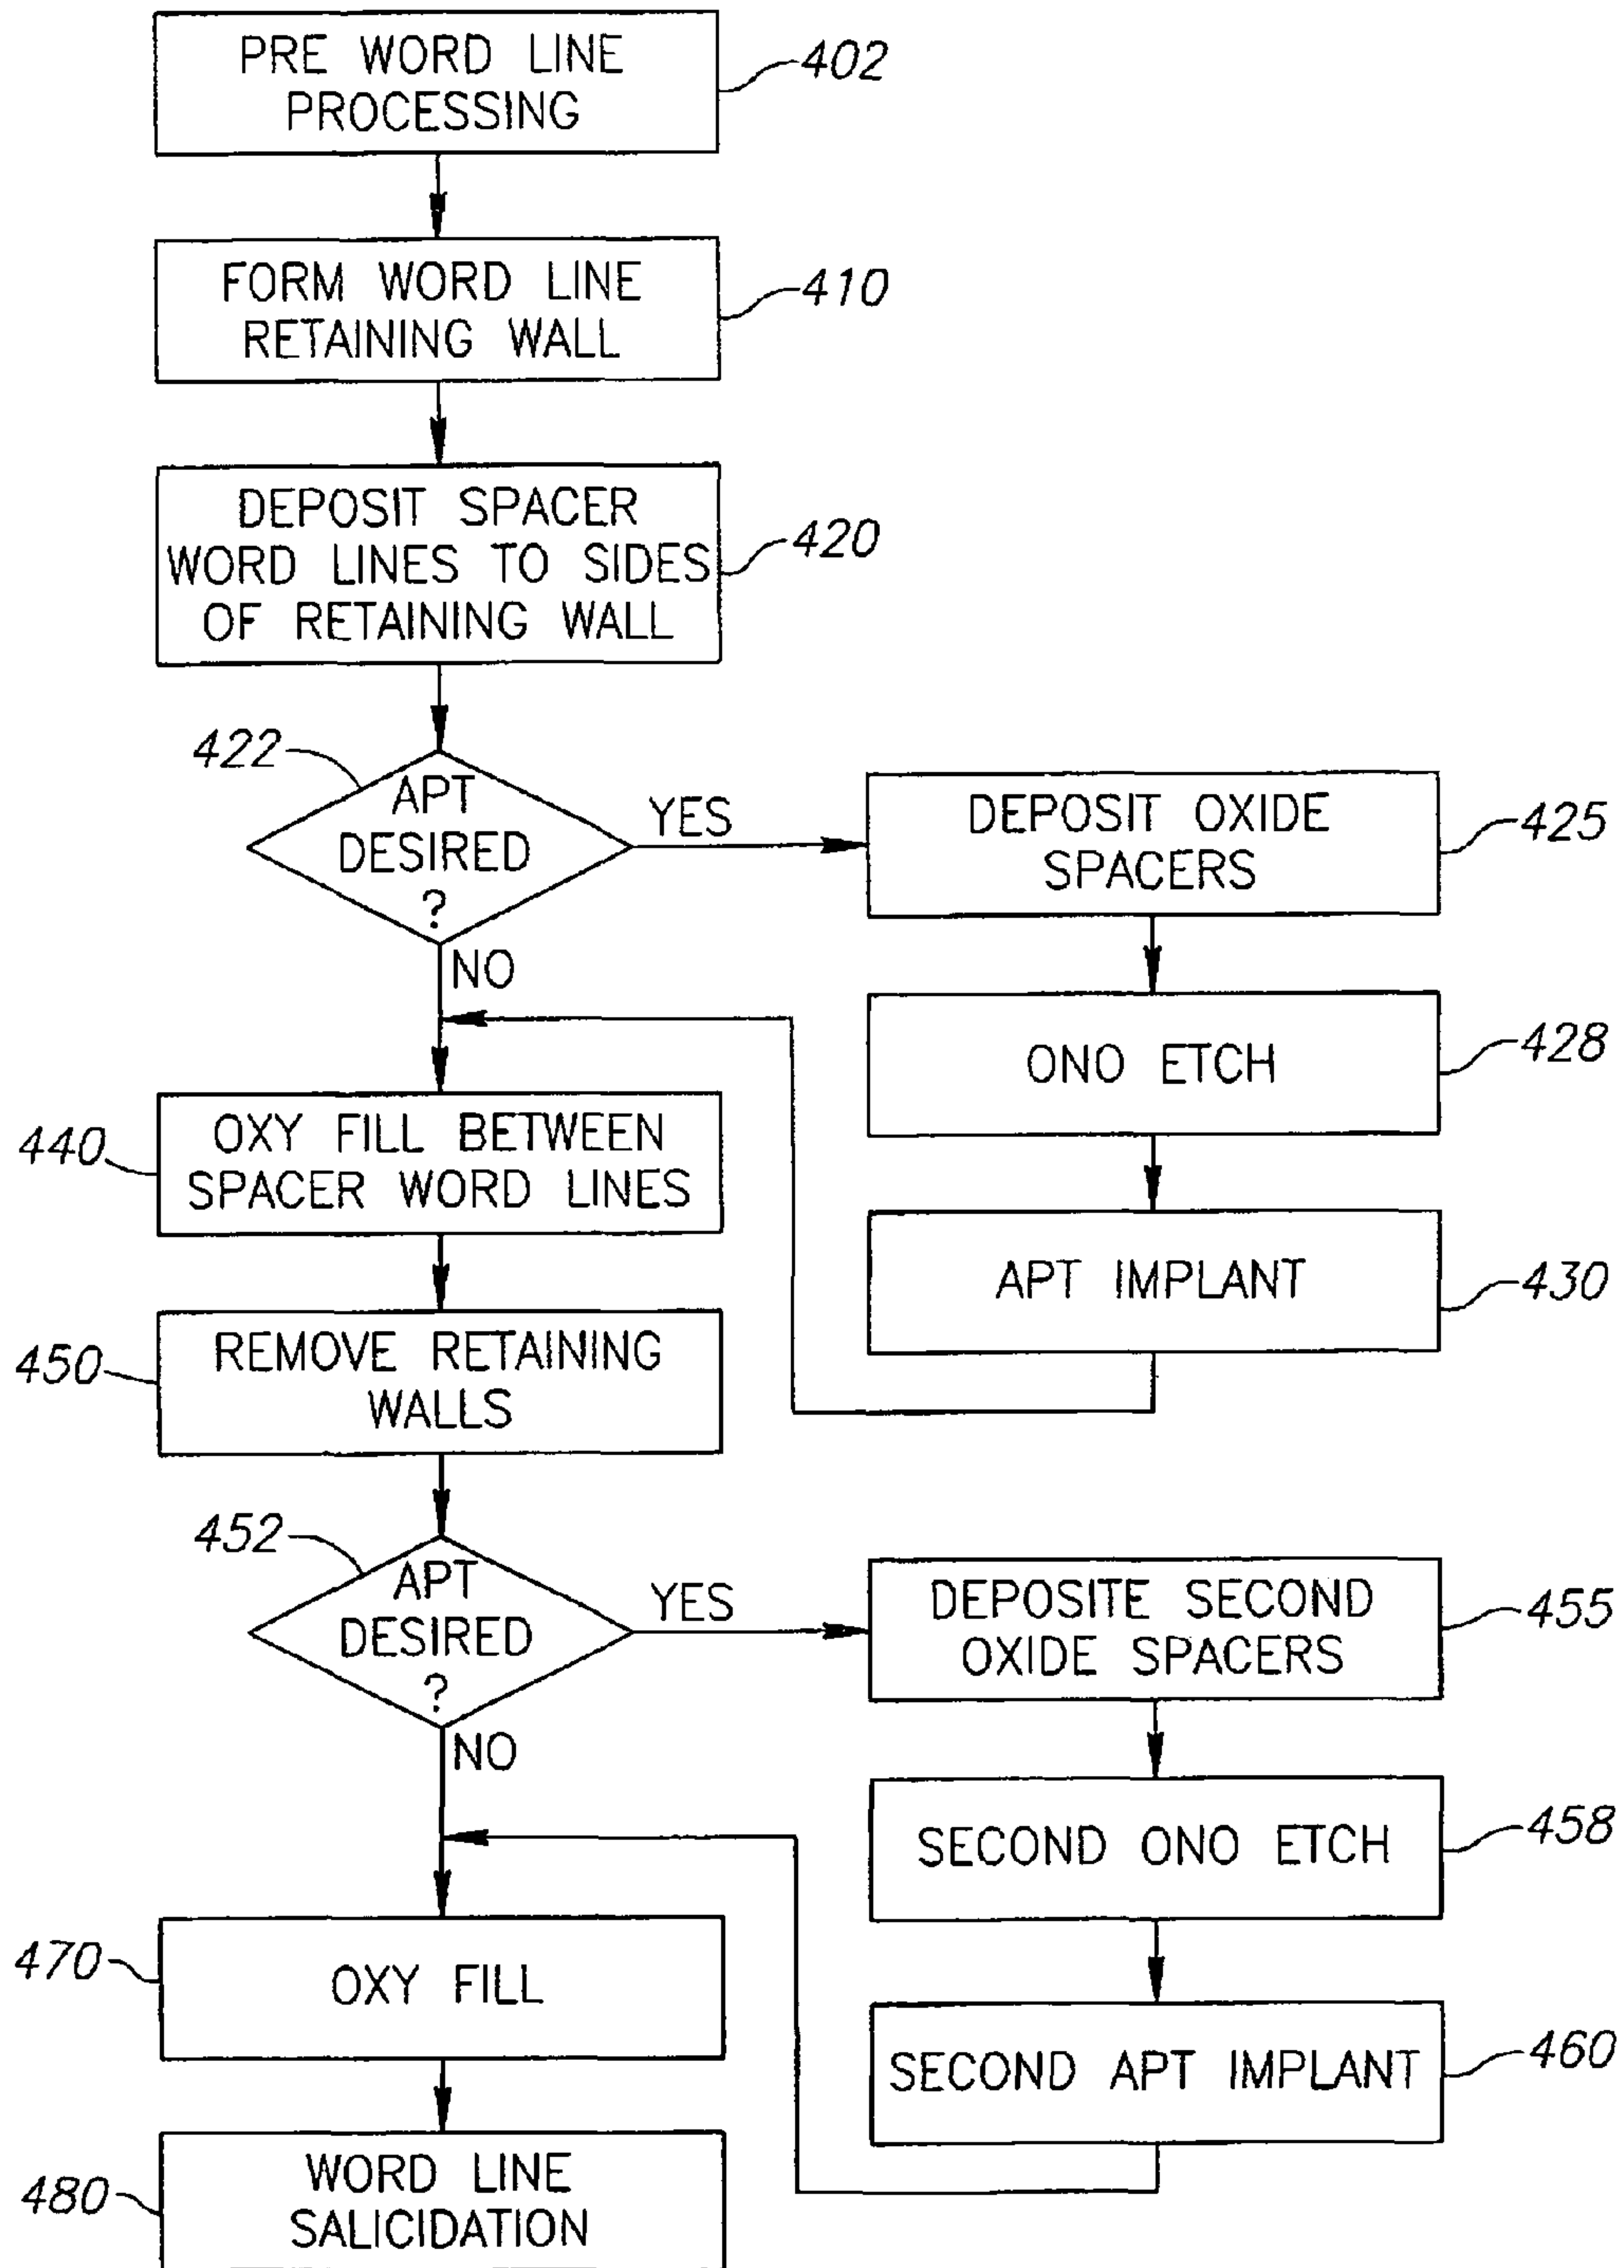 PRE WORD LINE
PROCESSING
402
FORM WORD LINE
RETAINING WALL
410
DEPOSIT SPACER
WORD LINES TO SIDES
OF RETAINING WALL
420
422
APT
DESIRED
?
YES
NO
DEPOSIT OXIDE
SPACERS
425
ONO ETCH
428
APT IMPLANT
430
440
OXY FILL BETWEEN
SPACER WORD LINES
450
REMOVE RETAINING
WALLS
452
APT
DESIRED
?
YES
NO
DEPOSITE SECOND
OXIDE SPACERS
455
SECOND ONO ETCH
458
SECOND APT IMPLANT
460
470
OXY FILL
480
WORD LINE
SALICIDATION